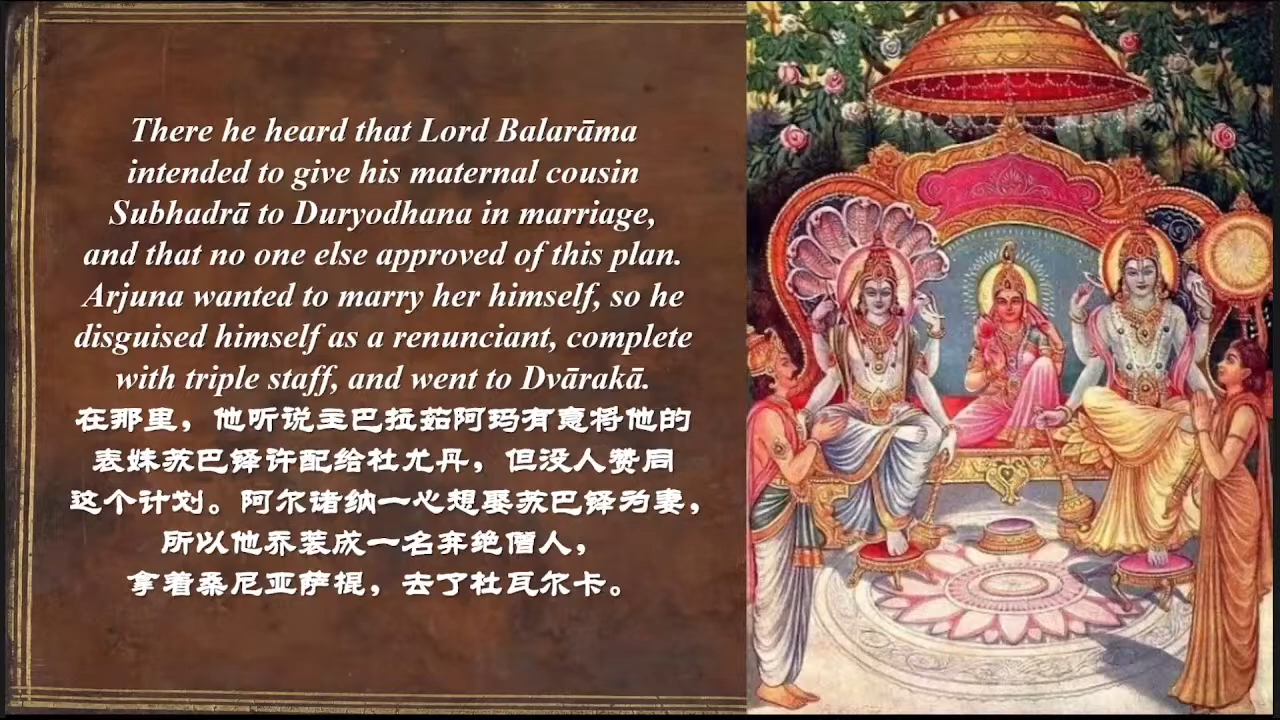 There he heard that Lord Balarāma
intended to give his maternal cousin
Subhadrā to Duryodhana in marriage,
and that no one else approved of this plan.
Arjuna wanted to marry her himself, so he
disguised himself as a renunciant, complete
with triple staff, and went to Dvārakā.
在那里，他听说主巴拉茹阿玛有意将他的
表妹苏巴铎许配给杜尤丹，但没人赞同
这个计划。阿尔诸纳一心想娶苏巴铎为妻，
所以他乔装成一名弃绝僧人，
拿着桑尼亚萨棍，去了杜瓦尔卡。